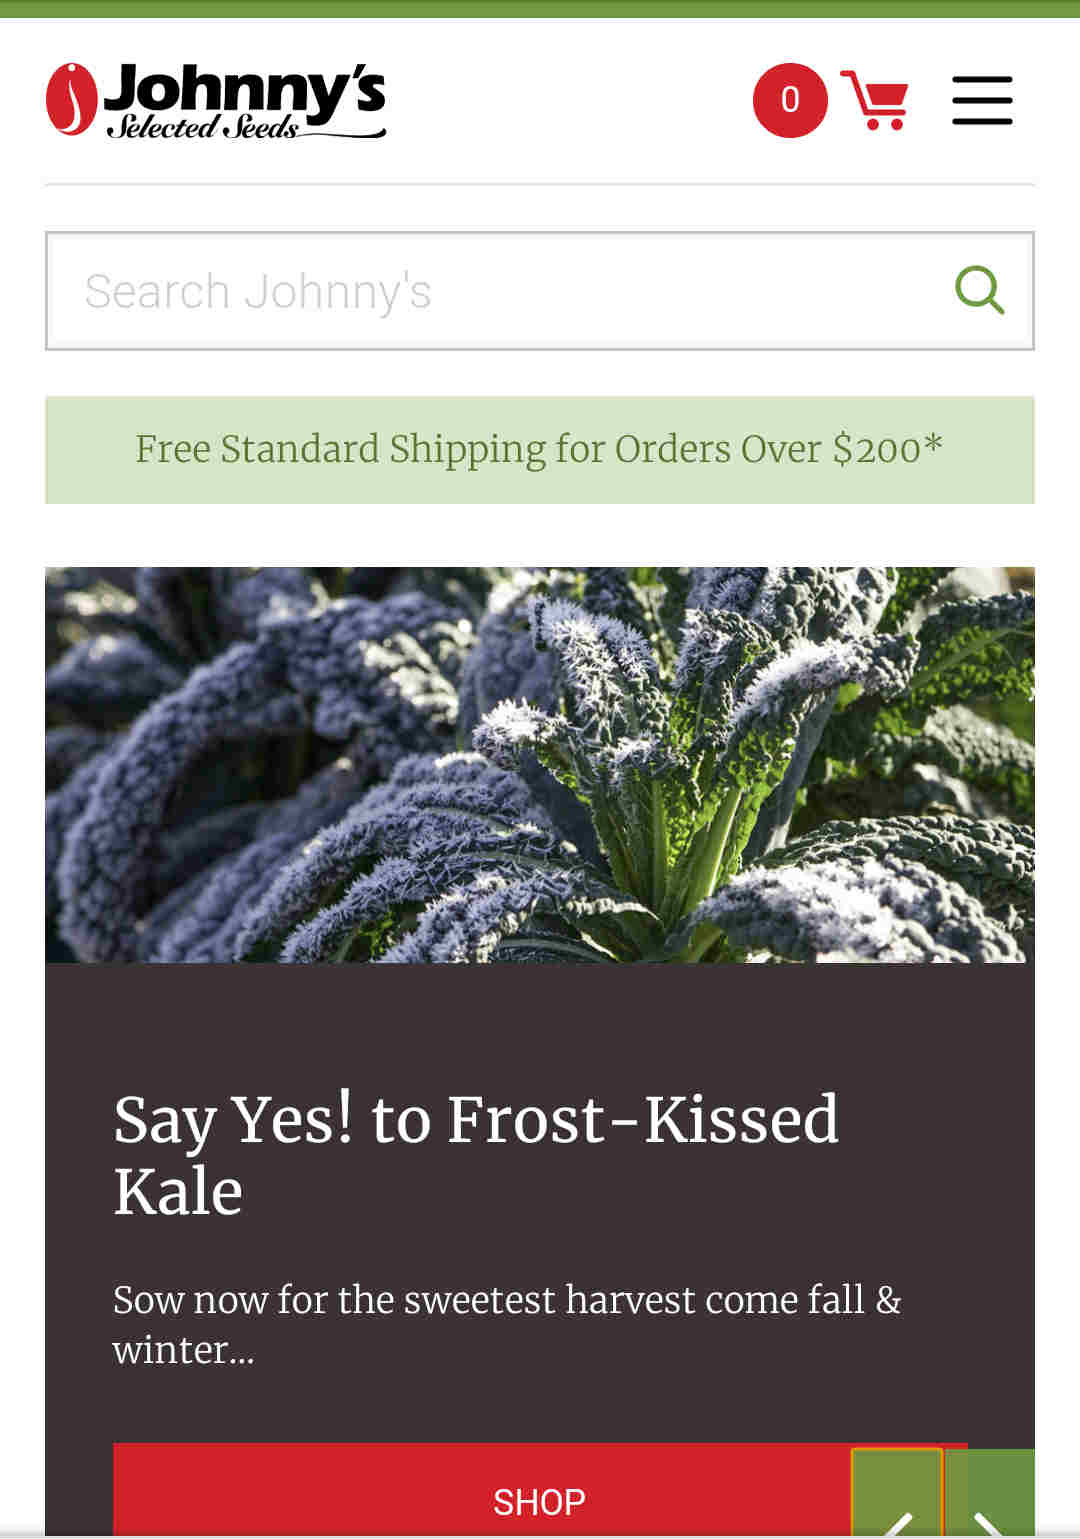 Johnny's
Selected Seeds
0
Search Johnny's
Free Standard Shipping for Orders Over $200*
Say Yes! to Frost-Kissed
Kale
Sow now for the sweetest harvest come fall &
winter...
SHOP